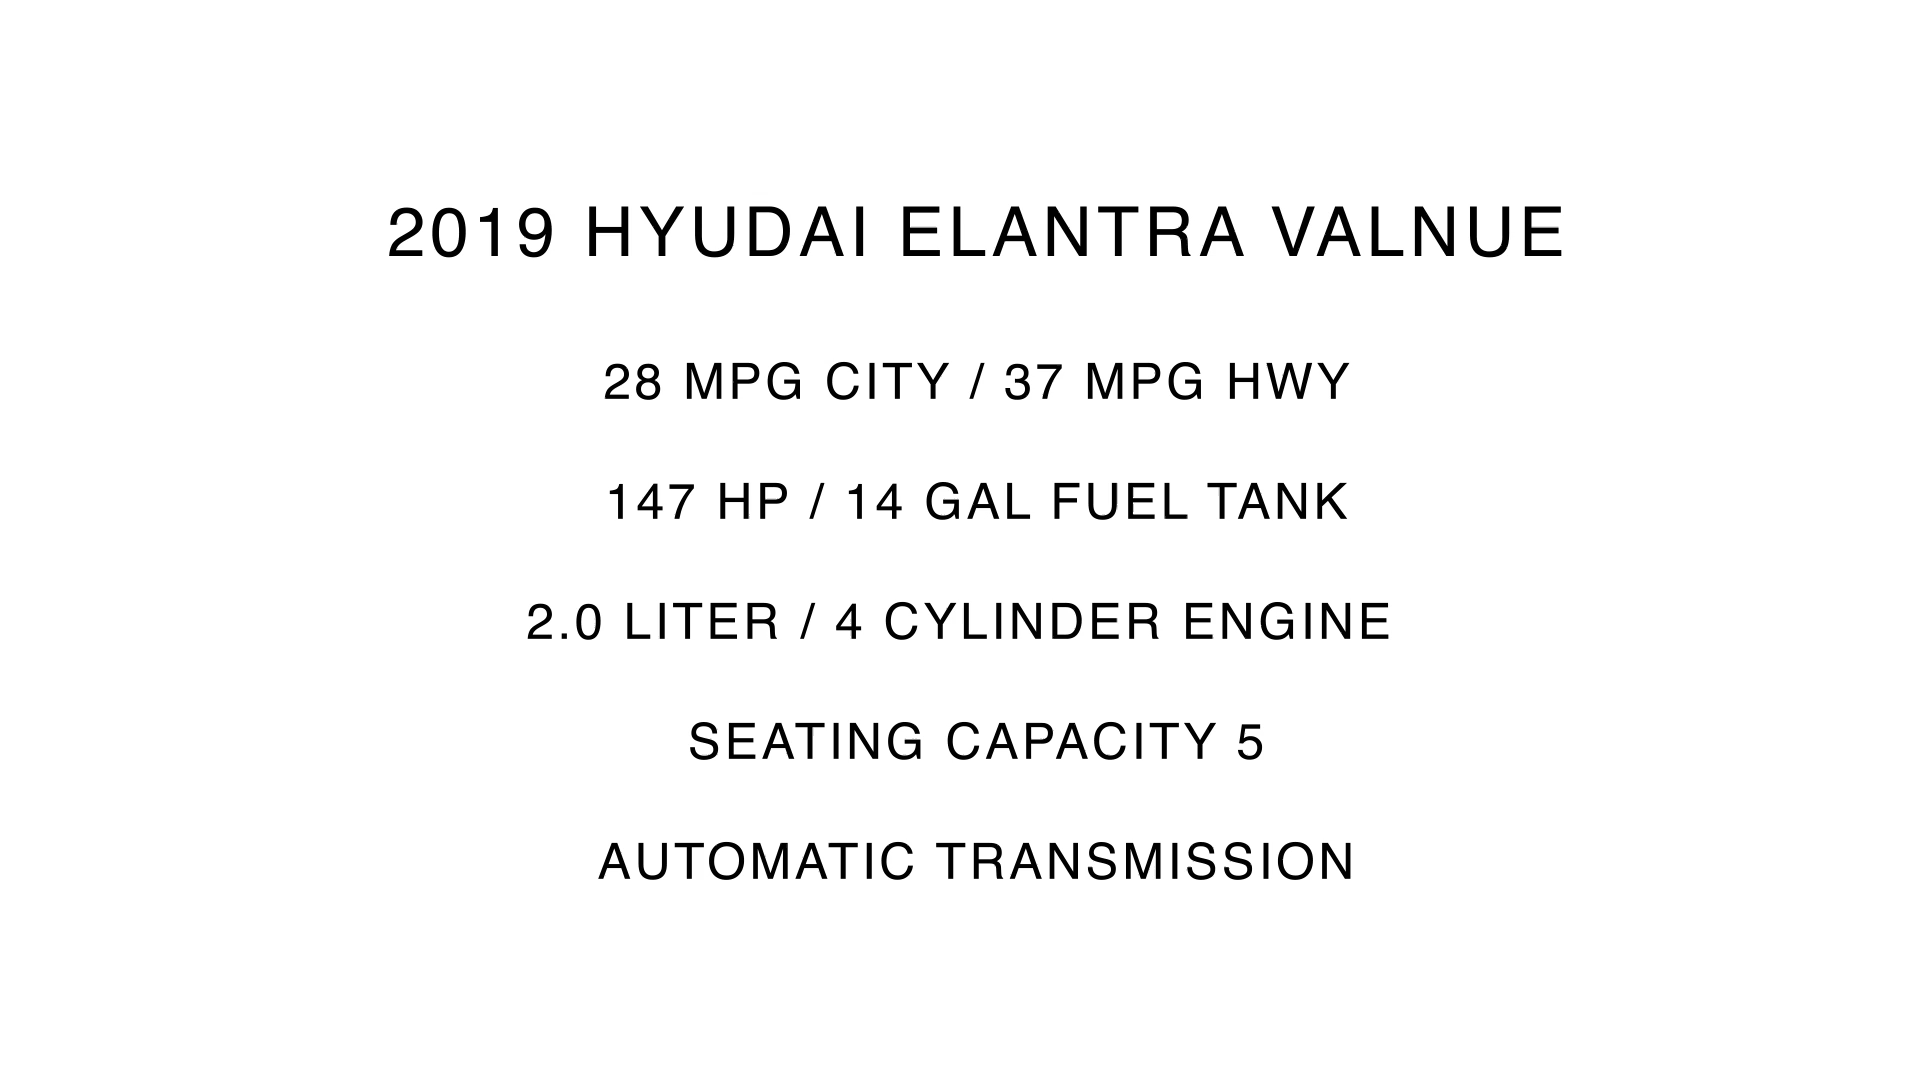 2019 HYUDAI ELANTRA VALNUE
28 MPG CITY / 37 MPG HWY
147 HP / 14 GAL FUEL TANK
2.0 LITER / 4 CYLINDER ENGINE
SEATING CAPACITY 5
AUTOMATIC TRANSMISSION